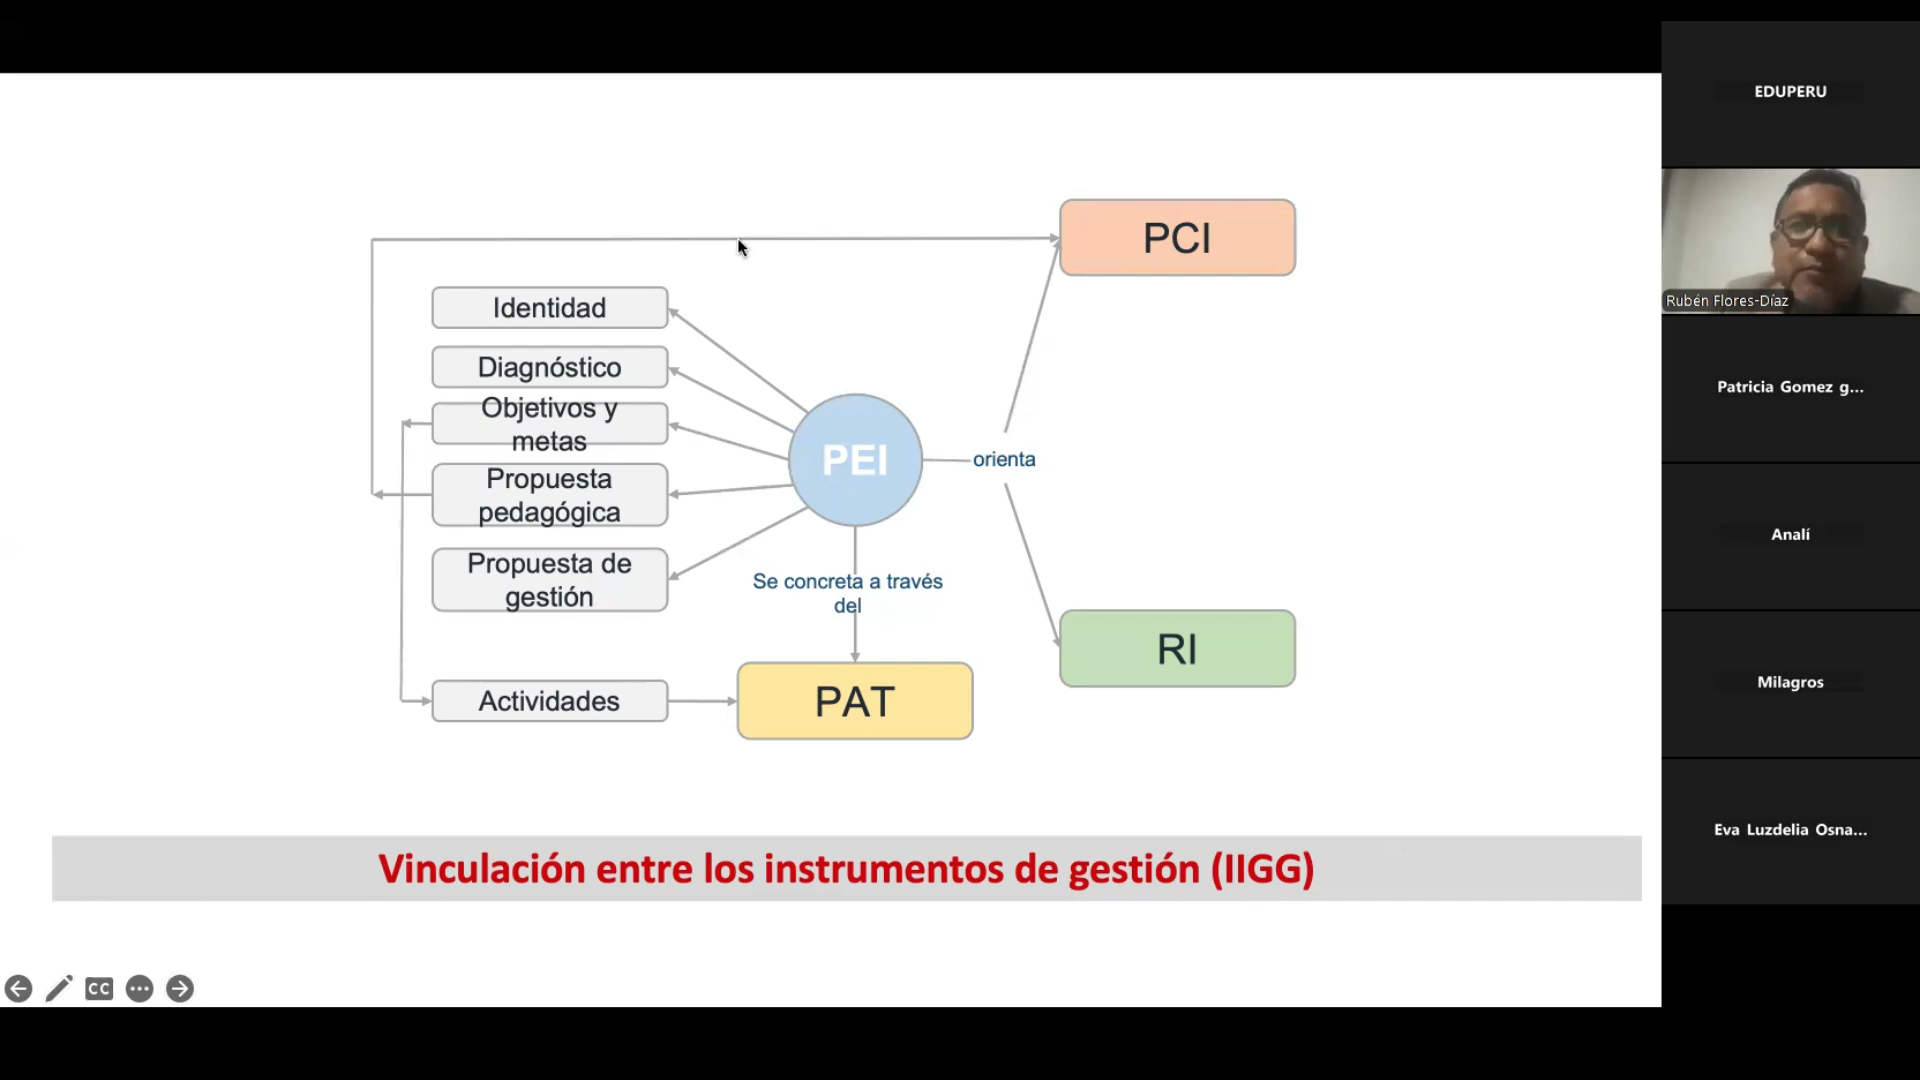 PCI
Identidad
Diagnóstico
Objetivos y
metas
Propuesta
pedagógica
Propuesta de
gestión
PEI
orienta
Se concreta a través
del
RI
Actividades
PAT
Vinculación entre los instrumentos de gestión (IIGG)
CC
EDUPERU
Rubén Flores-Díaz
Patricia Gomez g...
Analí
Milagros
Eva Luzdelia Osna...